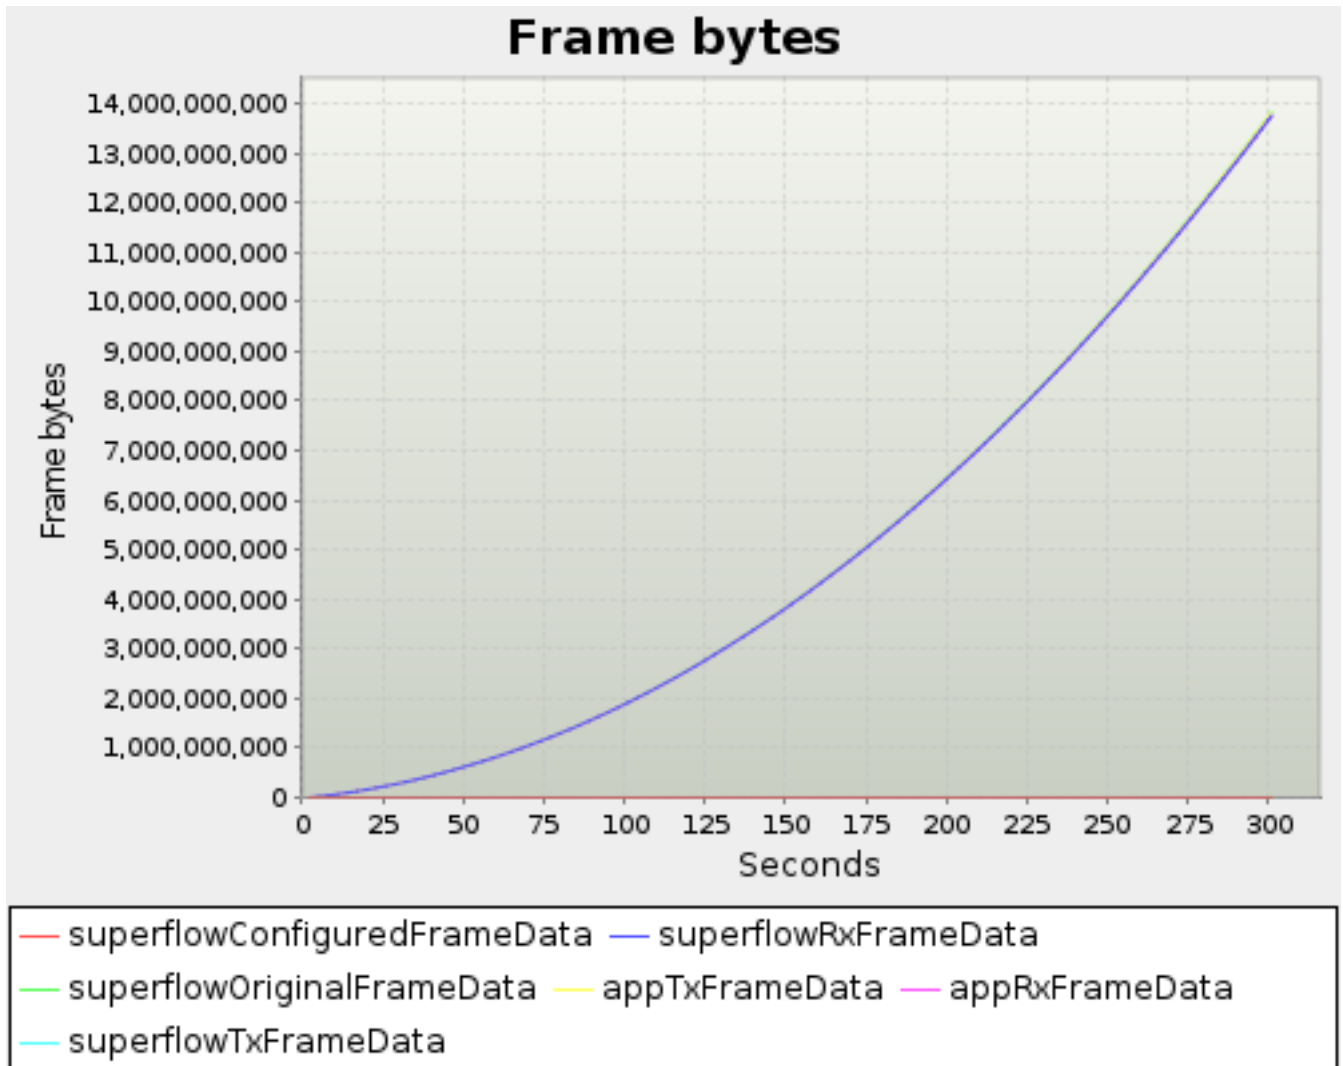 Frame bytes
14,000,000,000
13,000,000,000
12,000,000,000
11,000,000,000
10,000,000,000
9,000,000,000
8,000,000,000
7,000,000,000
6,000,000,000
5,000,000,000
4,000,000,000
3,000,000,000
2,000,000,000
1,000,000,000
0
Frame bytes
0 25 50 75 100 125 150 175 200 225 250 275 300
Seconds
superflowConfiguredFrameData superflowRxFrameData
superflowOriginalFrameData appTxFrameData appRxFrameData
superflowTxFrameData